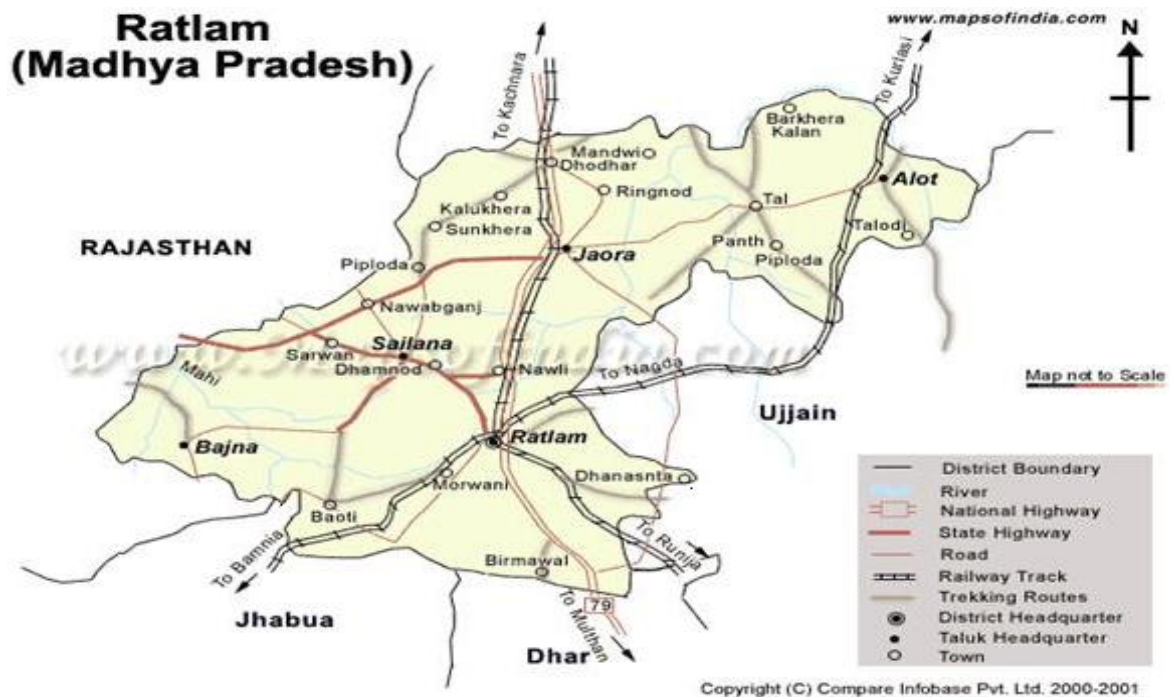 Ratlam
(Madhya Pradesh)
www.mapsofindia.com
N
To Kachnara
To Kurlasi
Barkhera
Kalan
Mandwi
Dhodhar
Ringnod
Alot
Tal
Kalukhera
Sunkhera
Talod
RAJASTHAN
Jaora
Panth
Piploda
Piploda
Nawabganj
Sailana
Sarwan
Dhamnod
Nawli
To Nagda
Mahi
Map not to Scale
Ujjain
Ratlam
Bajna
Morwani
Dhanasnta
Baoti
To Bamnia
Birmawal
To Runija
79
To Multhan
Jhabua
Dhar
District Boundary
River
National Highway
State Highway
Road
Railway Track
Trekking Routes
District Headquarter
Taluk Headquarter
Town
Copyright (C) Compare Infobase Pvt. Ltd. 2000-2001